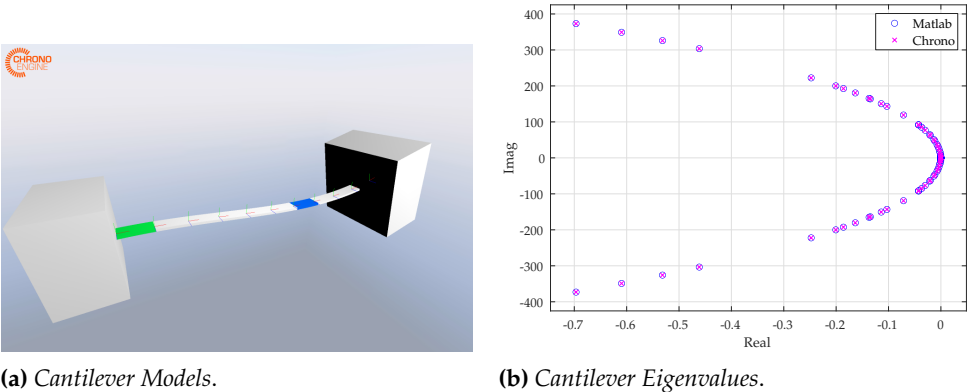 CHRONO
ENGINE
400
300
200
100
0
-100
-200
-300
-400
Imag
Matlab
Chrono
-0.7 -0.6 -0.5 -0.4 -0.3 -0.2 -0.1 0
Real
(a) Cantilever Models.
(b) Cantilever Eigenvalues.